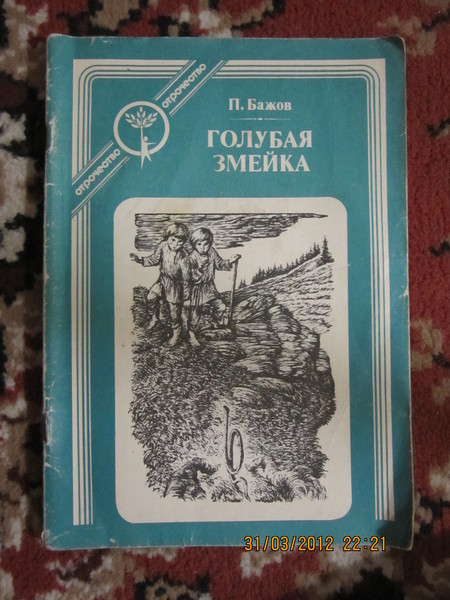 отрочество
отрочество
П. Бажов
ГОЛУБАЯ
ЗМЕЙКА
31/03/2012 22:21